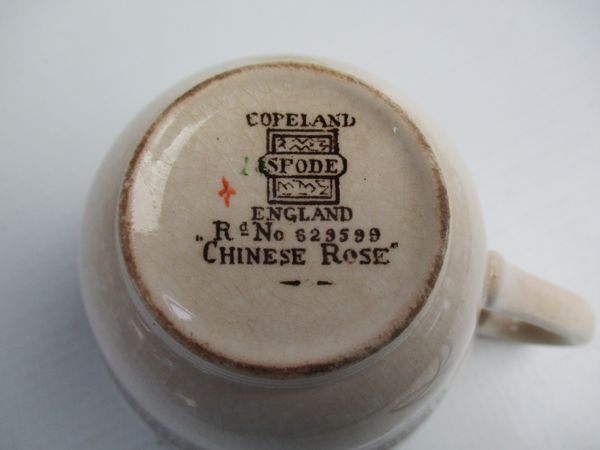 COPELAND
SPODE
ENGLAND
Rd No 629599
"CHINESE ROSE"